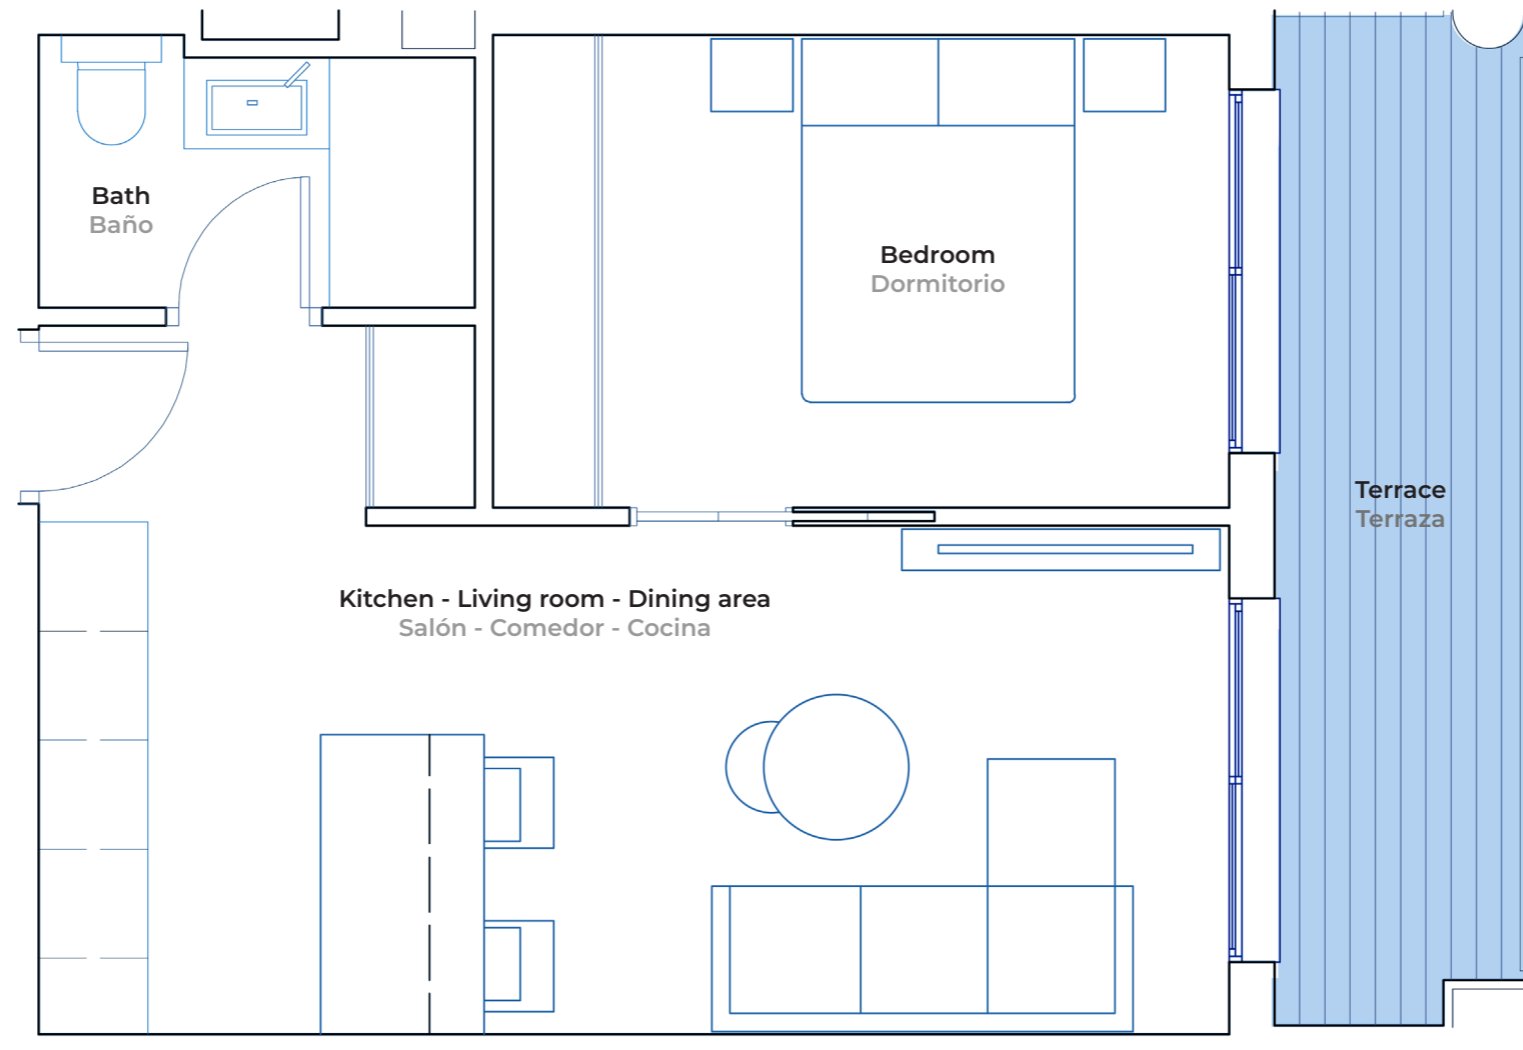 Bath
Baño
Bedroom
Dormitorio
Terrace
Terraza
Kitchen - Living room - Dining area
Salón - Comedor - Cocina